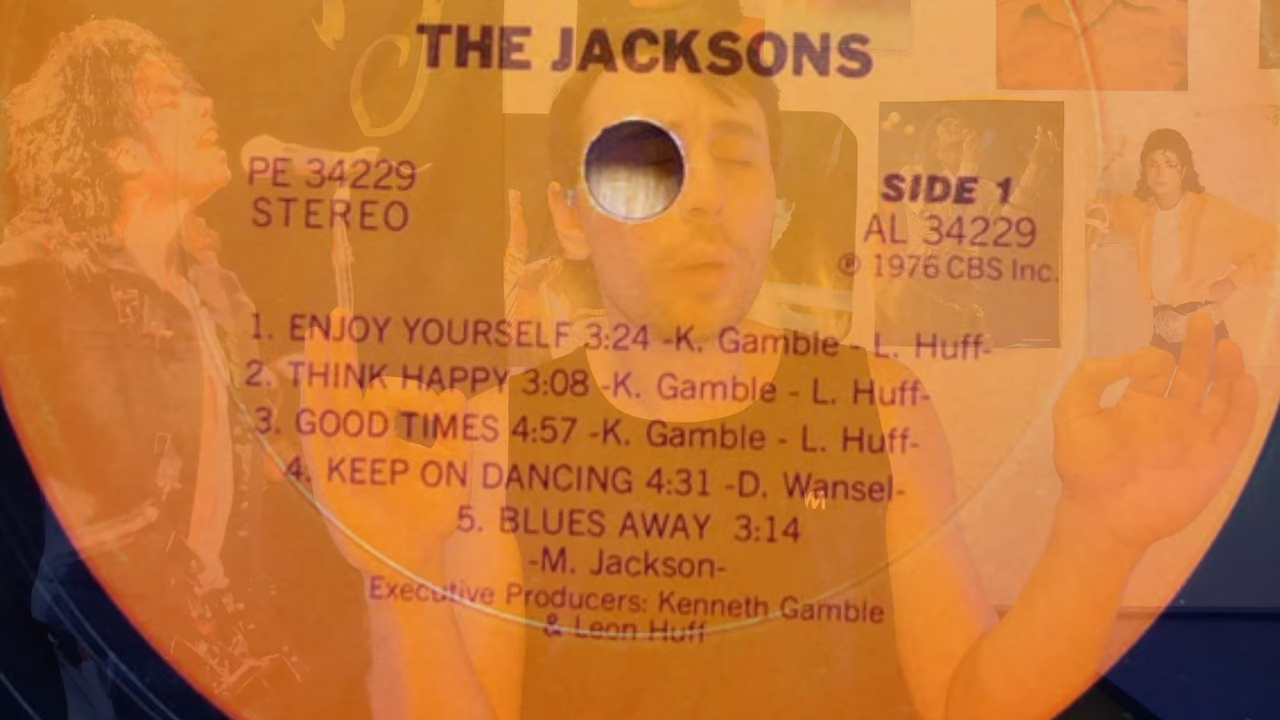 THE JACKSONS
PE 34229
STEREO
SIDE 1
AL 34229
℗ 1976 CBS Inc.
1. ENJOY YOURSELF 3:24 -K. Gamble - L. Huff-
2. THINK HAPPY 3:08 -K. Gamble - L. Huff-
3. GOOD TIMES 4:57 -K. Gamble - L. Huff-
4. KEEP ON DANCING 4:31 -D. Wansel-
5. BLUES AWAY 3:14
-M. Jackson-
Executive Producers: Kenneth Gamble
& Leon Huff